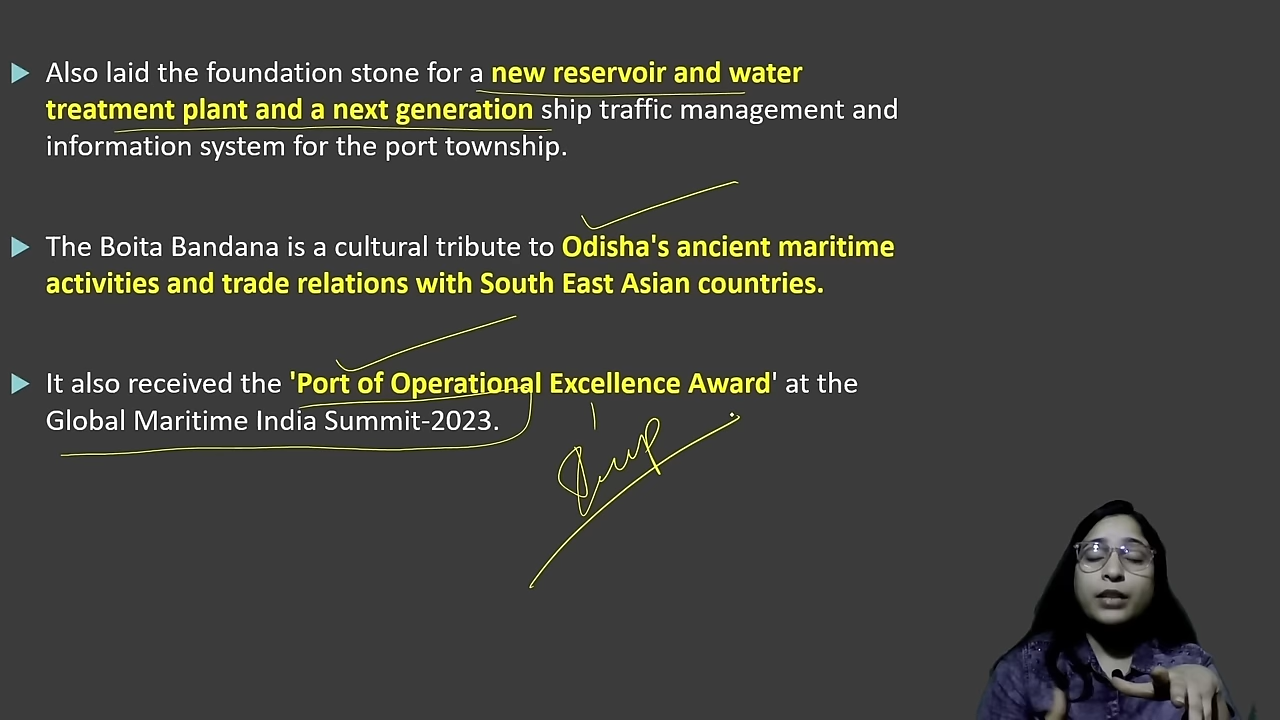 Also laid the foundation stone for a new reservoir and water
treatment plant and a next generation ship traffic management and
information system for the port township.
The Boita Bandana is a cultural tribute to Odisha's ancient maritime
activities and trade relations with South East Asian countries.
It also received the 'Port of Operational Excellence Award' at the
Global Maritime India Summit-2023.